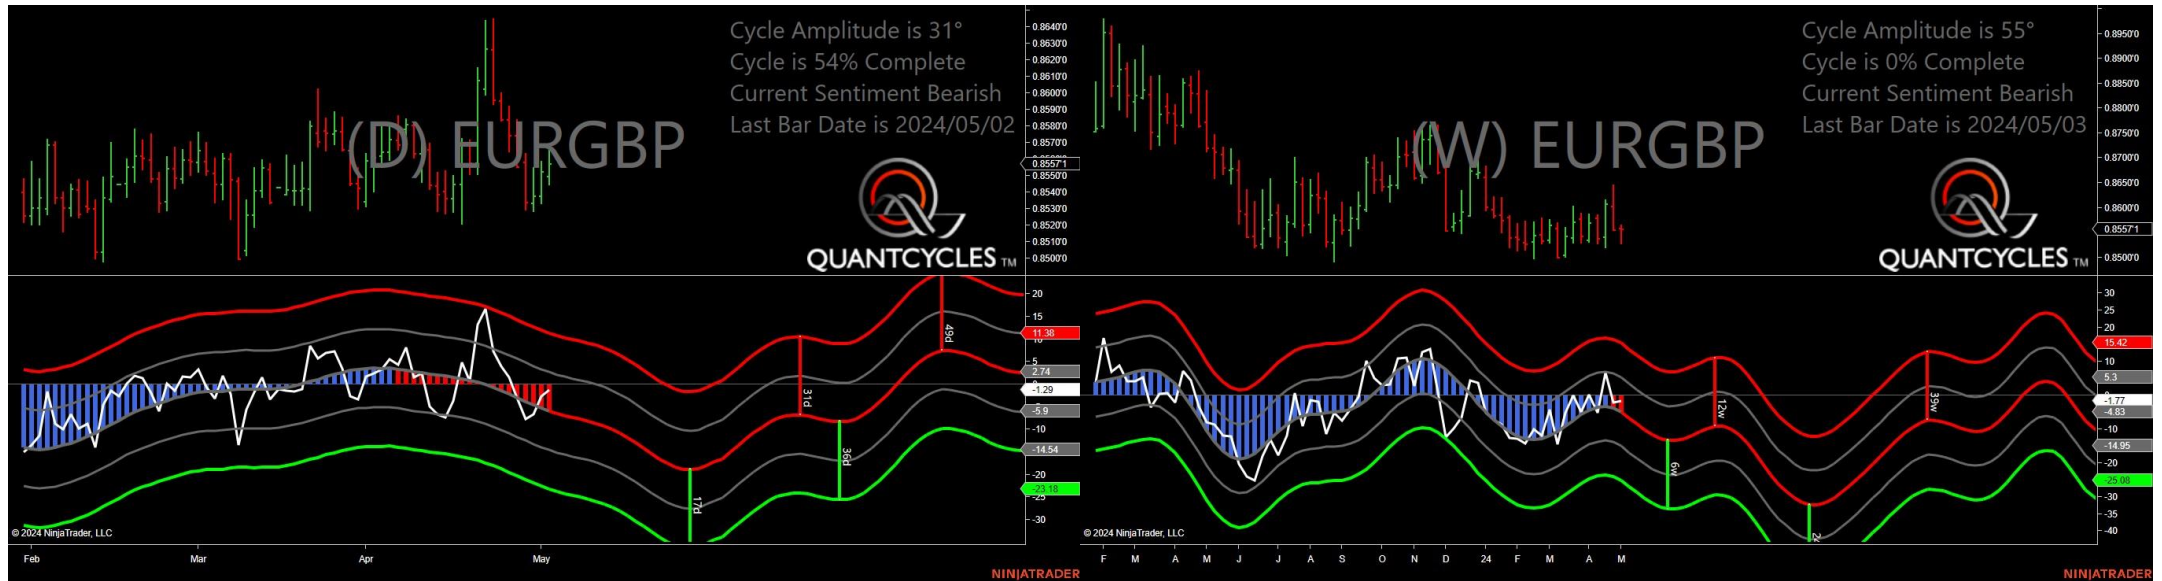 Cycle Amplitude is 31°
Cycle is 54% Complete
Current Sentiment Bearish
Last Bar Date is 2024/05/02
(D) EURGBP
QUANTCYCLES TM
0.8640'0
0.8630'0
0.8620'0
0.8610'0
0.8600'0
0.8590'0
0.8580'0
0.8570'0
0.8557'1
0.8540'0
0.8530'0
0.8520'0
0.8510'0
0.8500'0
20
15
11.38
5
2.74
-1.29
-5.9
-10
-14.54
-20
-23.18
-25
-30
17d
31d
36d
49d
© 2024 NinjaTrader, LLC
Feb Mar Apr May
NINJATRADER
Cycle Amplitude is 55°
Cycle is 0% Complete
Current Sentiment Bearish
Last Bar Date is 2024/05/03
(W) EURGBP
QUANTCYCLES TM
0.8950'0
0.8900'0
0.8850'0
0.8800'0
0.8750'0
0.8700'0
0.8650'0
0.8600'0
0.8557'1
0.8500'0
30
25
20
15.42
10
5.3
-1.77
-4.83
-10
-14.95
-20
-25.08
-30
-35
-40
6w
12w
39w
© 2024 NinjaTrader, LLC
F M A M J J A S O N D 24 F M A M
NINJATRADER